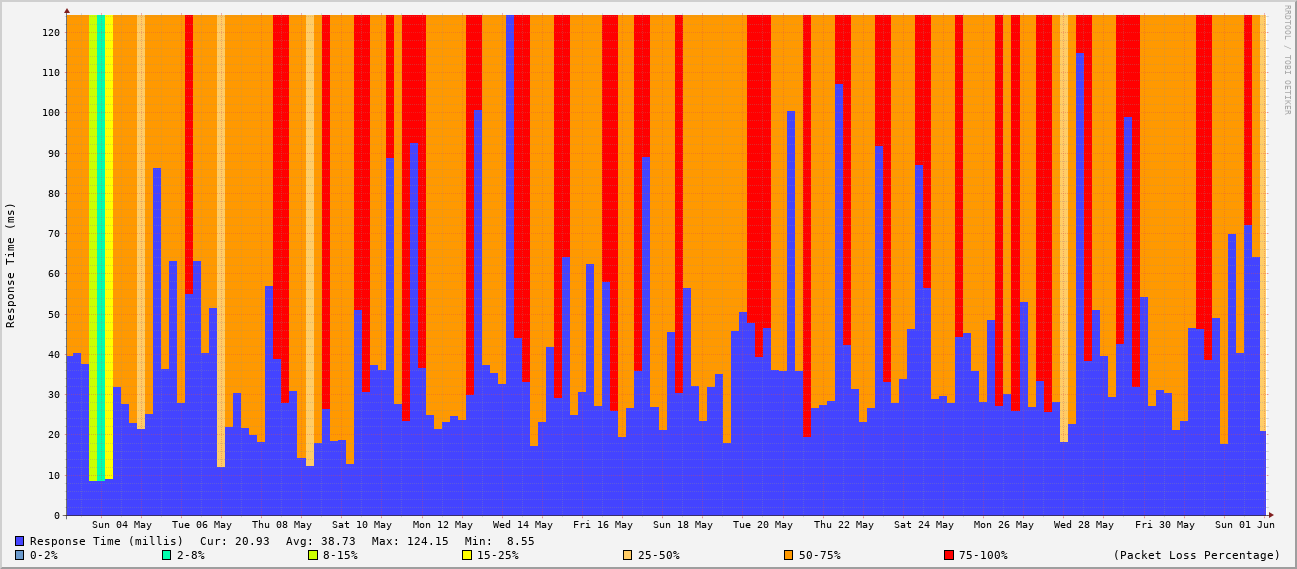 RRDTOOL / TOBI OETIKER
Response Time (ms)
120
110
100
90
80
70
60
50
40
30
20
10
0
Sun 04 May Tue 06 May Thu 08 May Sat 10 May Mon 12 May Wed 14 May Fri 16 May Sun 18 May Tue 20 May Thu 22 May Sat 24 May Mon 26 May Wed 28 May Fri 30 May Sun 01 Jun
Response Time (millis) Cur: 20.93 Avg: 38.73 Max: 124.15 Min: 8.55
0-2% 2-8% 8-15% 15-25% 25-50% 50-75% 75-100% (Packet Loss Percentage)